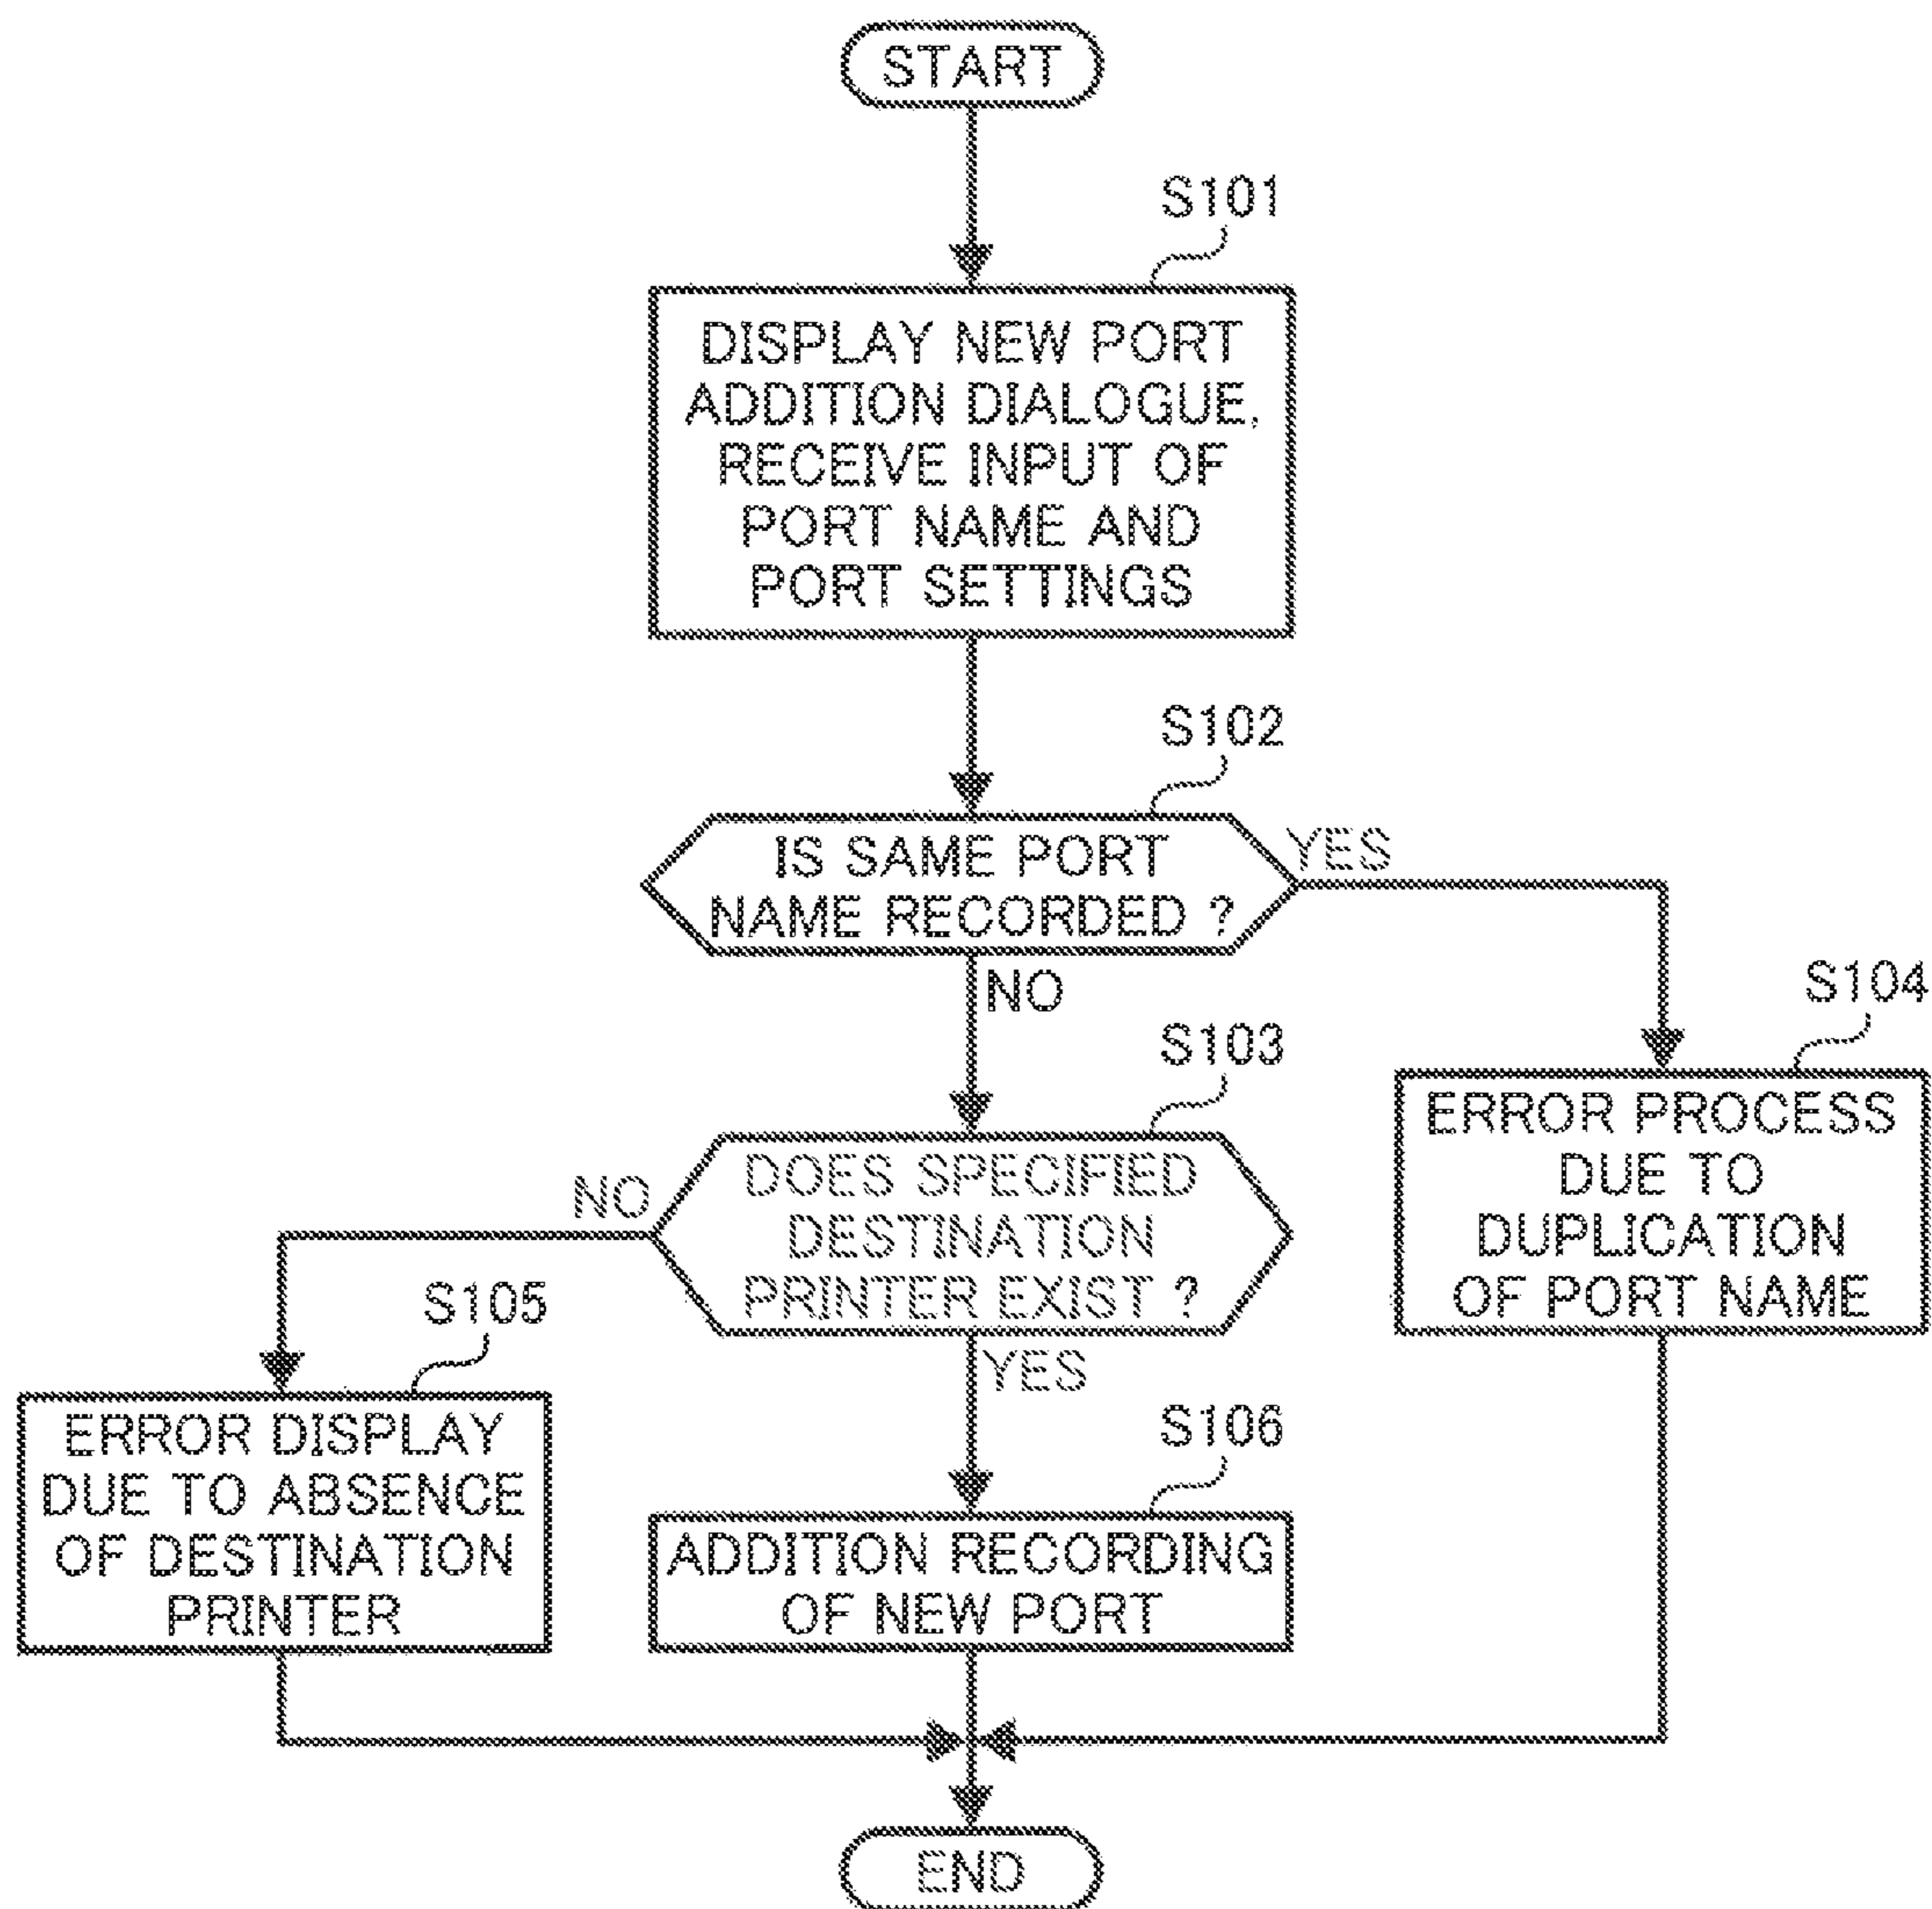 START
S101
DISPLAY NEW PORT
ADDITION DIALOGUE,
RECEIVE INPUT OF
PORT NAME AND
PORT SETTINGS
S102
IS SAME PORT
NAME RECORDED ?
YES
NO
S104
ERROR PROCESS
DUE TO
DUPLICATION
OF PORT NAME
S103
DOES SPECIFIED
DESTINATION
PRINTER EXIST ?
NO
YES
S105
ERROR DISPLAY
DUE TO ABSENCE
OF DESTINATION
PRINTER
S106
ADDITION RECORDING
OF NEW PORT
END